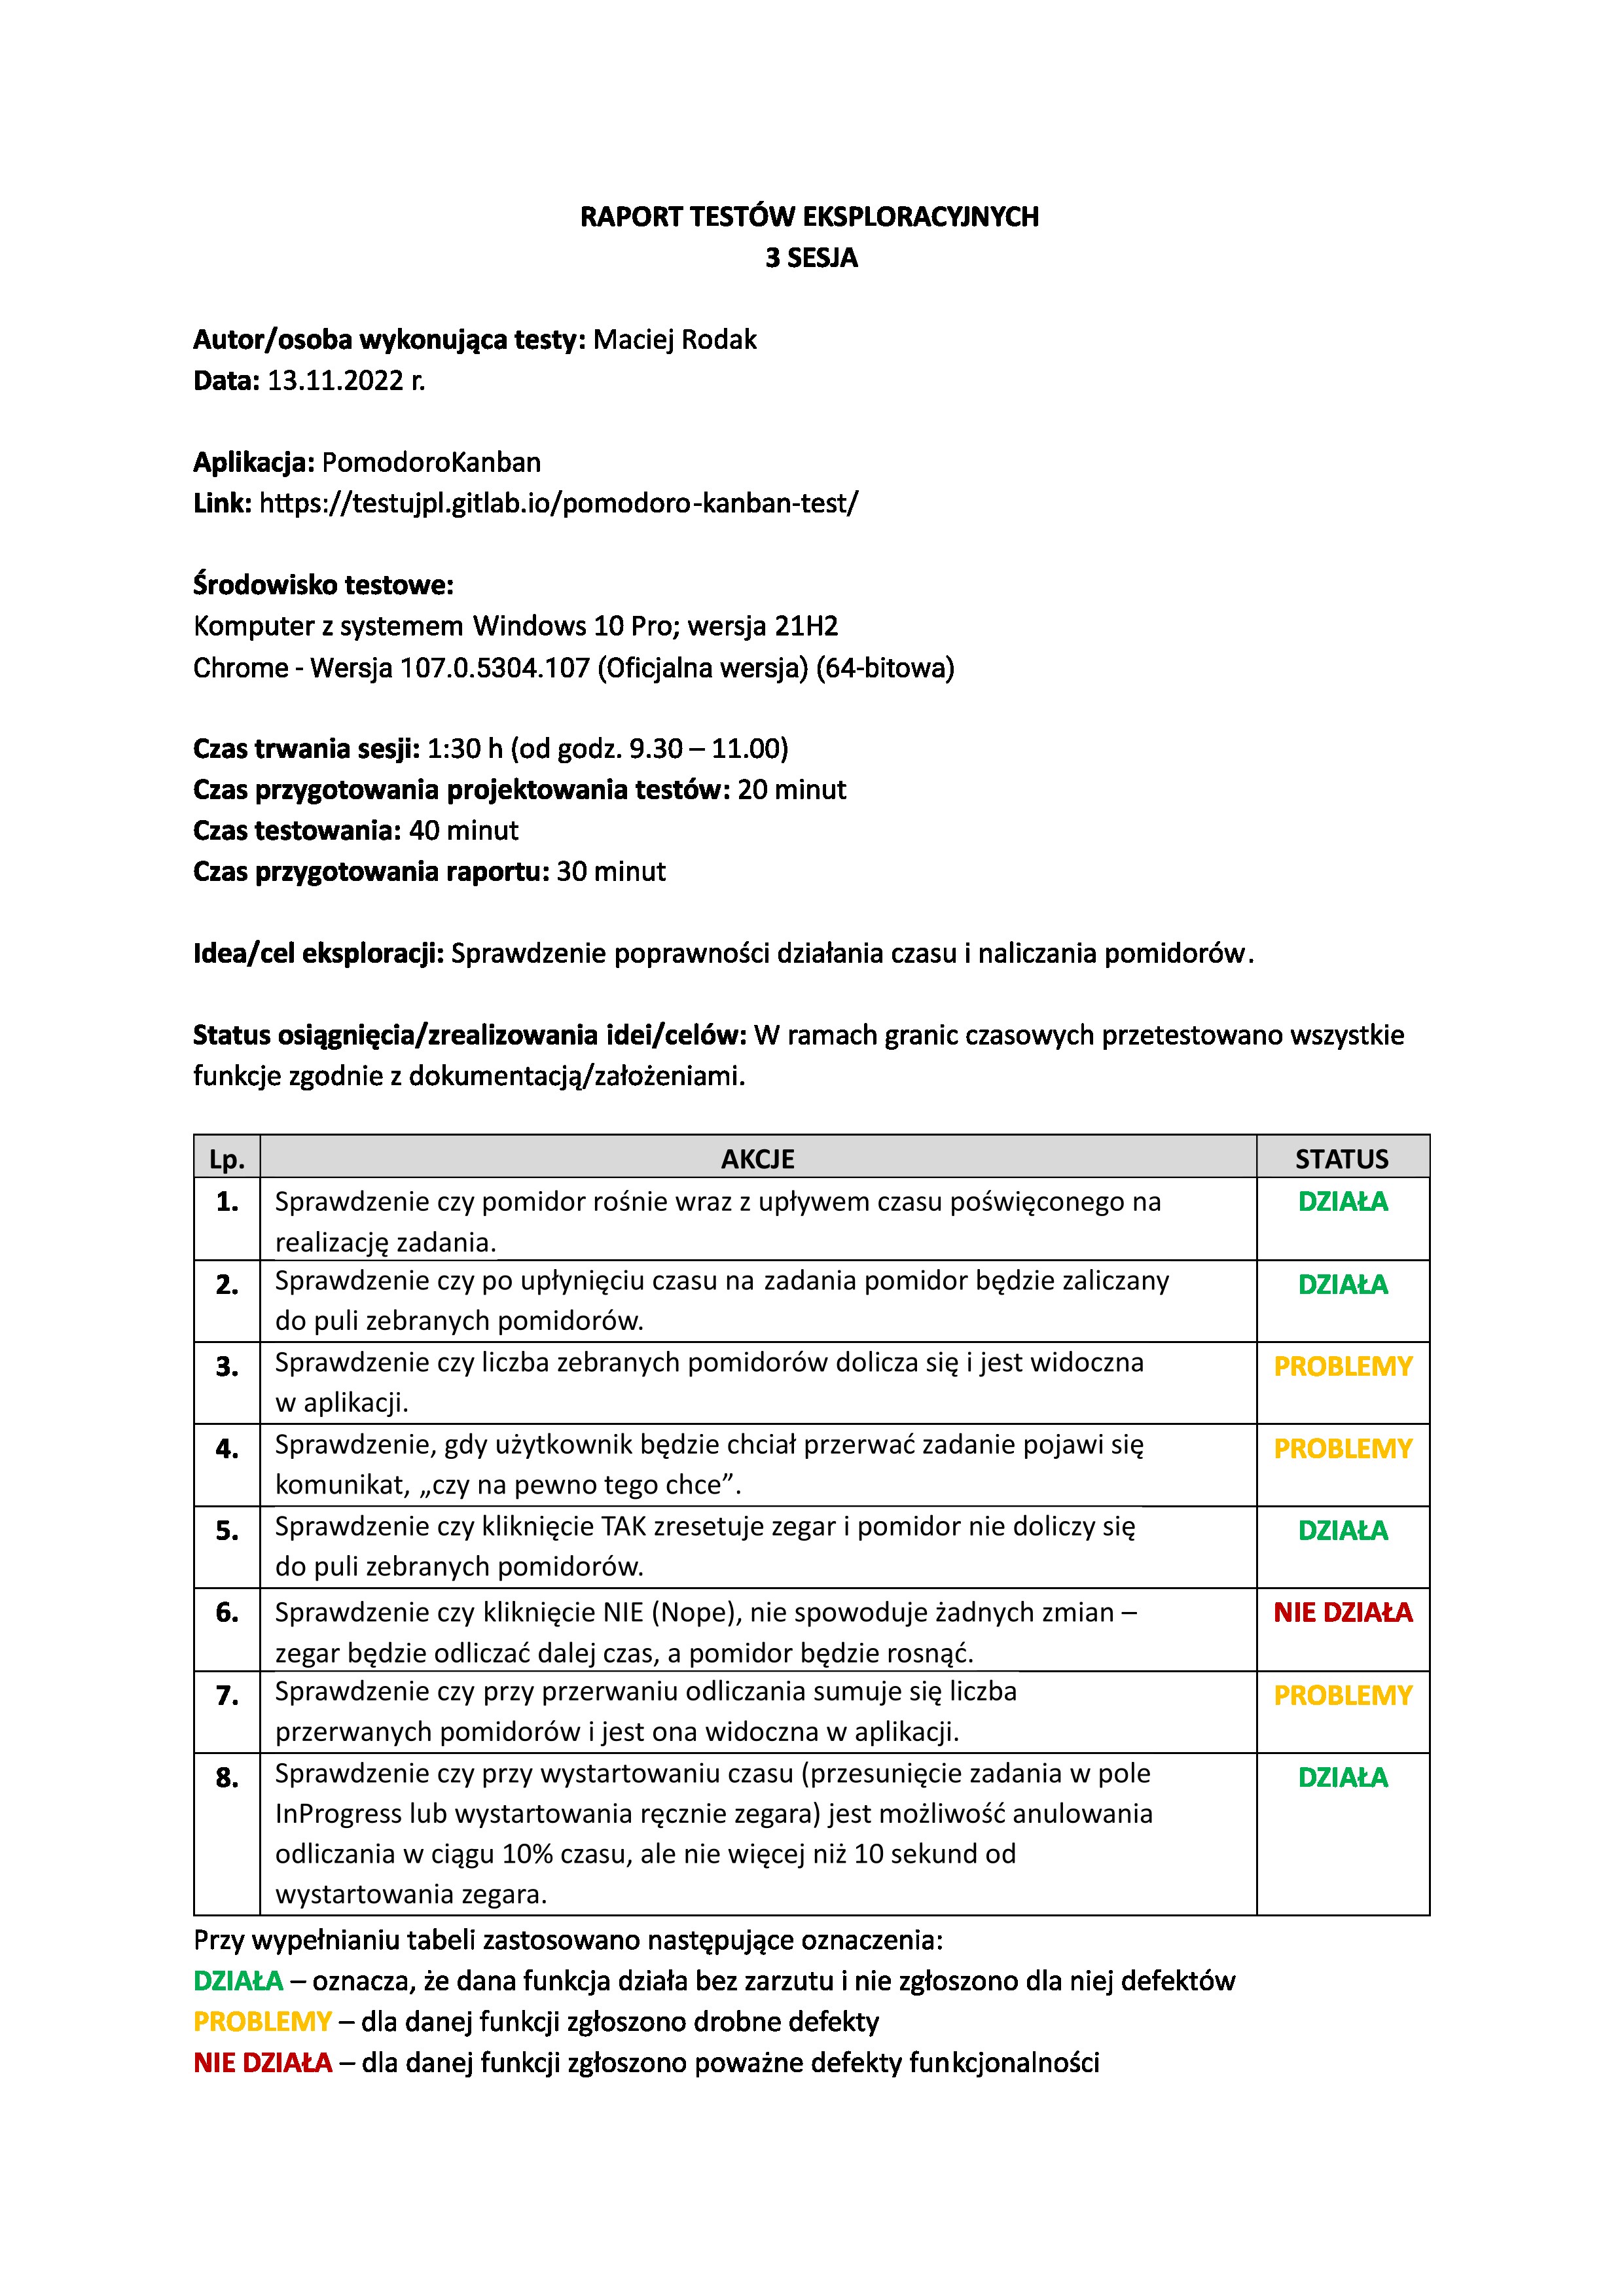 RAPORT TESTÓW EKSPLORACYJNYCH
3 SESJA
Autor/osoba wykonująca testy: Maciej Rodak
Data: 13.11.2022 r.
Aplikacja: PomodoroKanban
Link: https://testujpl.gitlab.io/pomodoro-kanban-test/
Środowisko testowe:
Komputer z systemem Windows 10 Pro; wersja 21H2
Chrome - Wersja 107.0.5304.107 (Oficjalna wersja) (64-bitowa)
Czas trwania sesji: 1:30 h (od godz. 9.30 – 11.00)
Czas przygotowania projektowania testów: 20 minut
Czas testowania: 40 minut
Czas przygotowania raportu: 30 minut
Idea/cel eksploracji: Sprawdzenie poprawności działania czasu i naliczania pomidorów.
Status osiągnięcia/zrealizowania idei/celów: W ramach granic czasowych przetestowano wszystkie
funkcje zgodnie z dokumentacją/założeniami.
Lp. AKCJE STATUS
1. Sprawdzenie czy pomidor rośnie wraz z upływem czasu poświęconego na DZIAŁA
realizację zadania.
2. Sprawdzenie czy po upłynięciu czasu na zadania pomidor będzie zaliczany DZIAŁA
do puli zebranych pomidorów.
3. Sprawdzenie czy liczba zebranych pomidorów dolicza się i jest widoczna PROBLEMY
w aplikacji.
4. Sprawdzenie, gdy użytkownik będzie chciał przerwać zadanie pojawi się PROBLEMY
komunikat, „czy na pewno tego chce”.
5. Sprawdzenie czy kliknięcie TAK zresetuje zegar i pomidor nie doliczy się DZIAŁA
do puli zebranych pomidorów.
6. Sprawdzenie czy kliknięcie NIE (Nope), nie spowoduje żadnych zmian – NIE DZIAŁA
zegar będzie odliczać dalej czas, a pomidor będzie rosnąć.
7. Sprawdzenie czy przy przerwaniu odliczania sumuje się liczba PROBLEMY
przerwanych pomidorów i jest ona widoczna w aplikacji.
8. Sprawdzenie czy przy wystartowaniu czasu (przesunięcie zadania w pole DZIAŁA
InProgress lub wystartowania ręcznie zegara) jest możliwość anulowania
odliczania w ciągu 10% czasu, ale nie więcej niż 10 sekund od
wystartowania zegara.
Przy wypełnianiu tabeli zastosowano następujące oznaczenia:
DZIAŁA – oznacza, że dana funkcja działa bez zarzutu i nie zgłoszono dla niej defektów
PROBLEMY – dla danej funkcji zgłoszono drobne defekty
NIE DZIAŁA – dla danej funkcji zgłoszono poważne defekty funkcjonalności